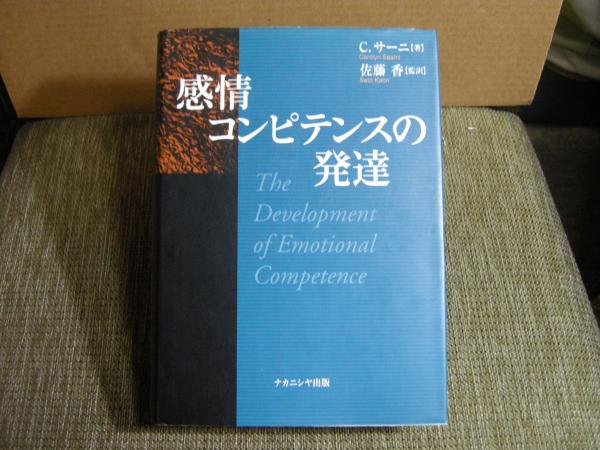 C. サーニ【著】
Carolyn Saarni
佐藤 香【監訳】
Sato Kaori
感情
コンピテンスの
発達
The
Development
of Emotional
Competence
ナカニシヤ出版